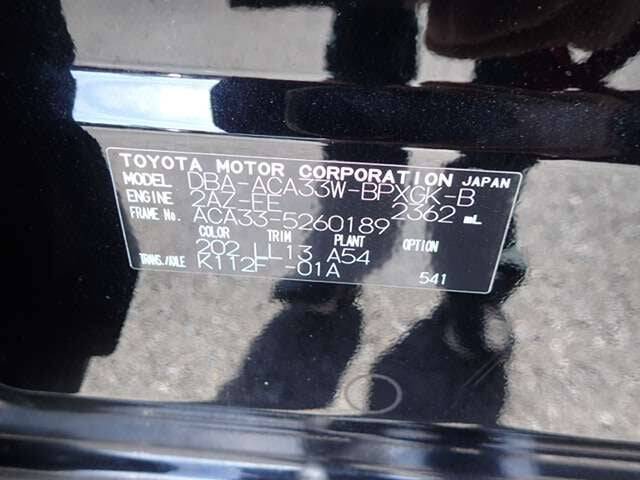 TOYOTA MOTOR CORPORATION JAPAN
MODEL DBA-ACA33W-BPXGK-B
ENGINE 2AZ-FE 2362 mL
FRAME No. ACA33-5260189
COLOR TRIM PLANT OPTION
202 LL13 A54
TRANS./AXLE K112F -01A 541